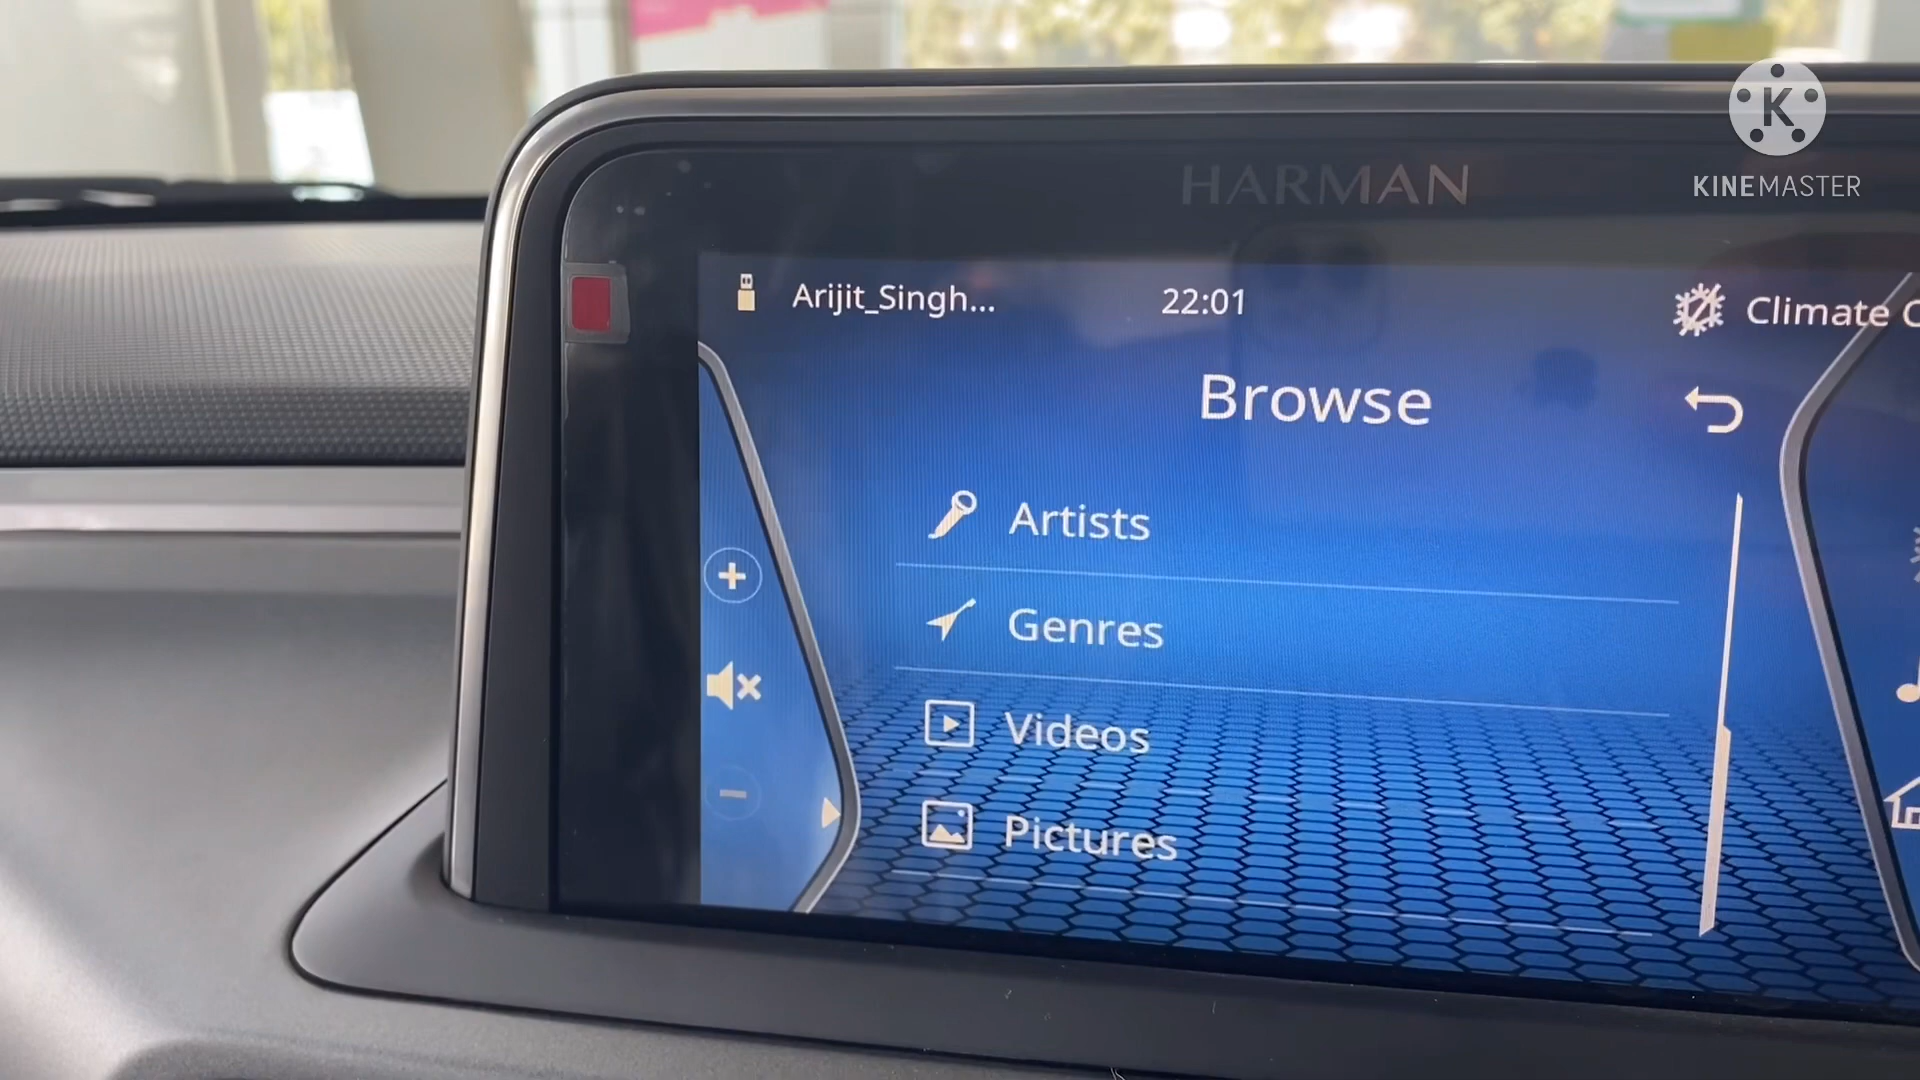 HARMAN
K
KINEMASTER
Arijit_Singh...
22:01
Climate C
Browse
Artists
Genres
Videos
Pictures